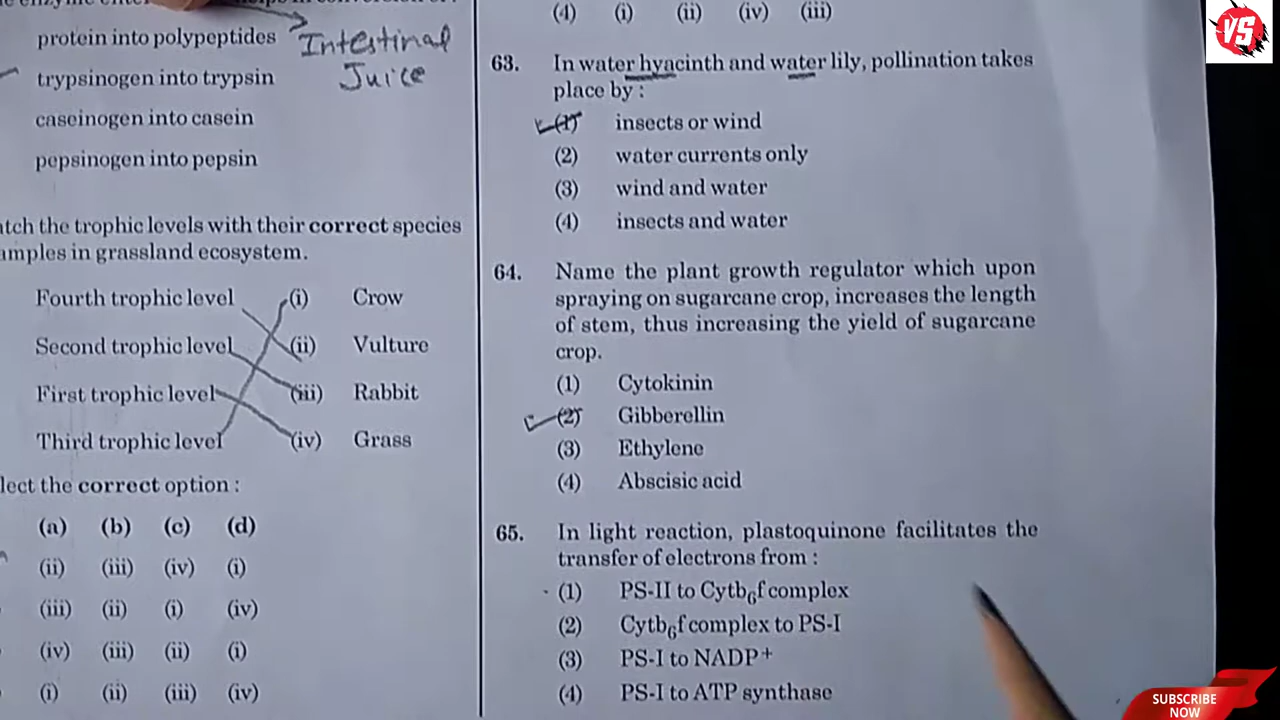 protein into polypeptides
Intestinal
Juice
trypsinogen into trypsin
caseinogen into casein
pepsinogen into pepsin
tch the trophic levels with their correct species
amples in grassland ecosystem.
Fourth trophic level (i) Crow
Second trophic level (ii) Vulture
First trophic level (iii) Rabbit
Third trophic level (iv) Grass
lect the correct option :
(a) (b) (c) (d)
(ii) (iii) (iv) (i)
(iii) (ii) (i) (iv)
(iv) (iii) (ii) (i)
(i) (ii) (iii) (iv)
(4) (i) (ii) (iv) (iii)
63. In water hyacinth and water lily, pollination takes
place by :
(1) insects or wind
(2) water currents only
(3) wind and water
(4) insects and water
64. Name the plant growth regulator which upon
spraying on sugarcane crop, increases the length
of stem, thus increasing the yield of sugarcane
crop.
(1) Cytokinin
(2) Gibberellin
(3) Ethylene
(4) Abscisic acid
65. In light reaction, plastoquinone facilitates the
transfer of electrons from :
(1) PS-II to Cytb₆f complex
(2) Cytb₆f complex to PS-I
(3) PS-I to NADP⁺
(4) PS-I to ATP synthase
VS
SUBSCRIBE
NOW